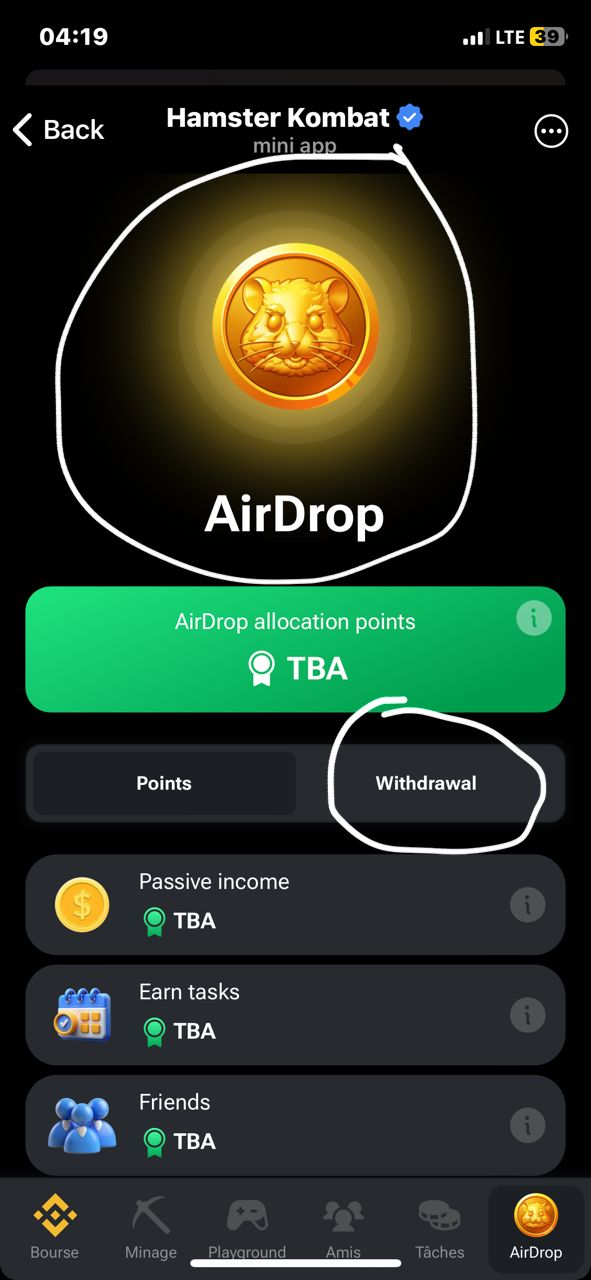 04:19
LTE 39
Back
Hamster Kombat
mini app
AirDrop
AirDrop allocation points
TBA
Points
Withdrawal
Passive income
TBA
Earn tasks
TBA
Friends
TBA
Bourse
Minage
Playground
Amis
Tâches
AirDrop